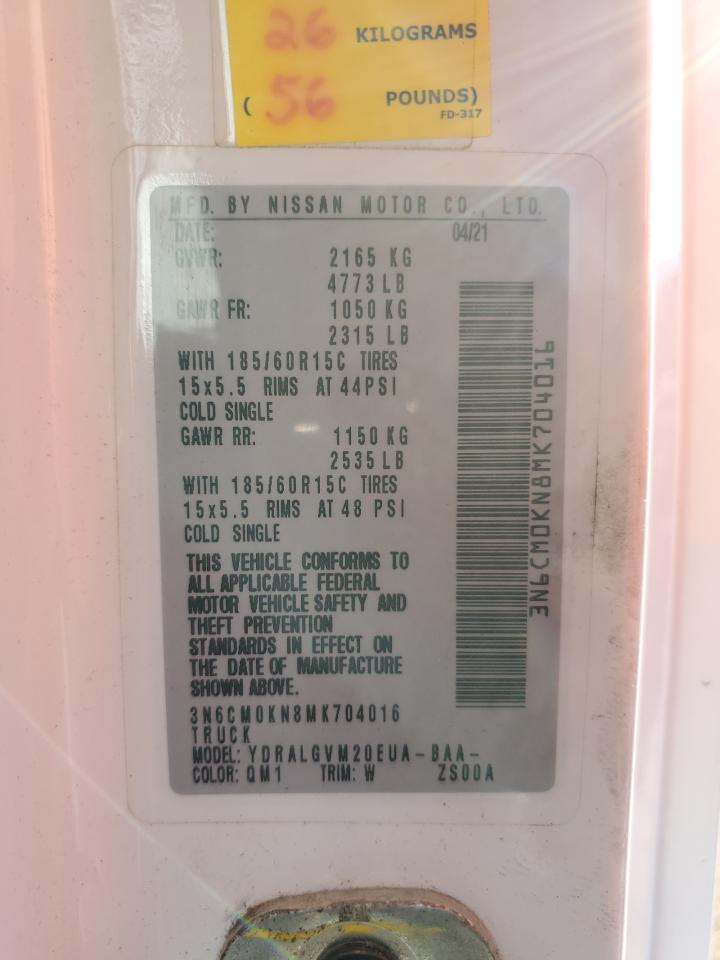 26 KILOGRAMS
( 56 POUNDS)
FD-317
MFD. BY NISSAN MOTOR CO., LTD.
DATE: 04/21
GVWR: 2165 KG
4773 LB
GAWR FR: 1050 KG
2315 LB
WITH 185/60R15C TIRES
15x5.5 RIMS AT 44PSI
COLD SINGLE
GAWR RR: 1150 KG
2535 LB
WITH 185/60R15C TIRES
15x5.5 RIMS AT 48 PSI
COLD SINGLE
THIS VEHICLE CONFORMS TO
ALL APPLICABLE FEDERAL
MOTOR VEHICLE SAFETY AND
THEFT PREVENTION
STANDARDS IN EFFECT ON
THE DATE OF MANUFACTURE
SHOWN ABOVE.
3N6CM0KN8MK704016
TRUCK
MODEL: YDRALGVM20EUA-BAA-
COLOR: QM1 TRIM: W ZS00A
3N6CM0KN8MK704016